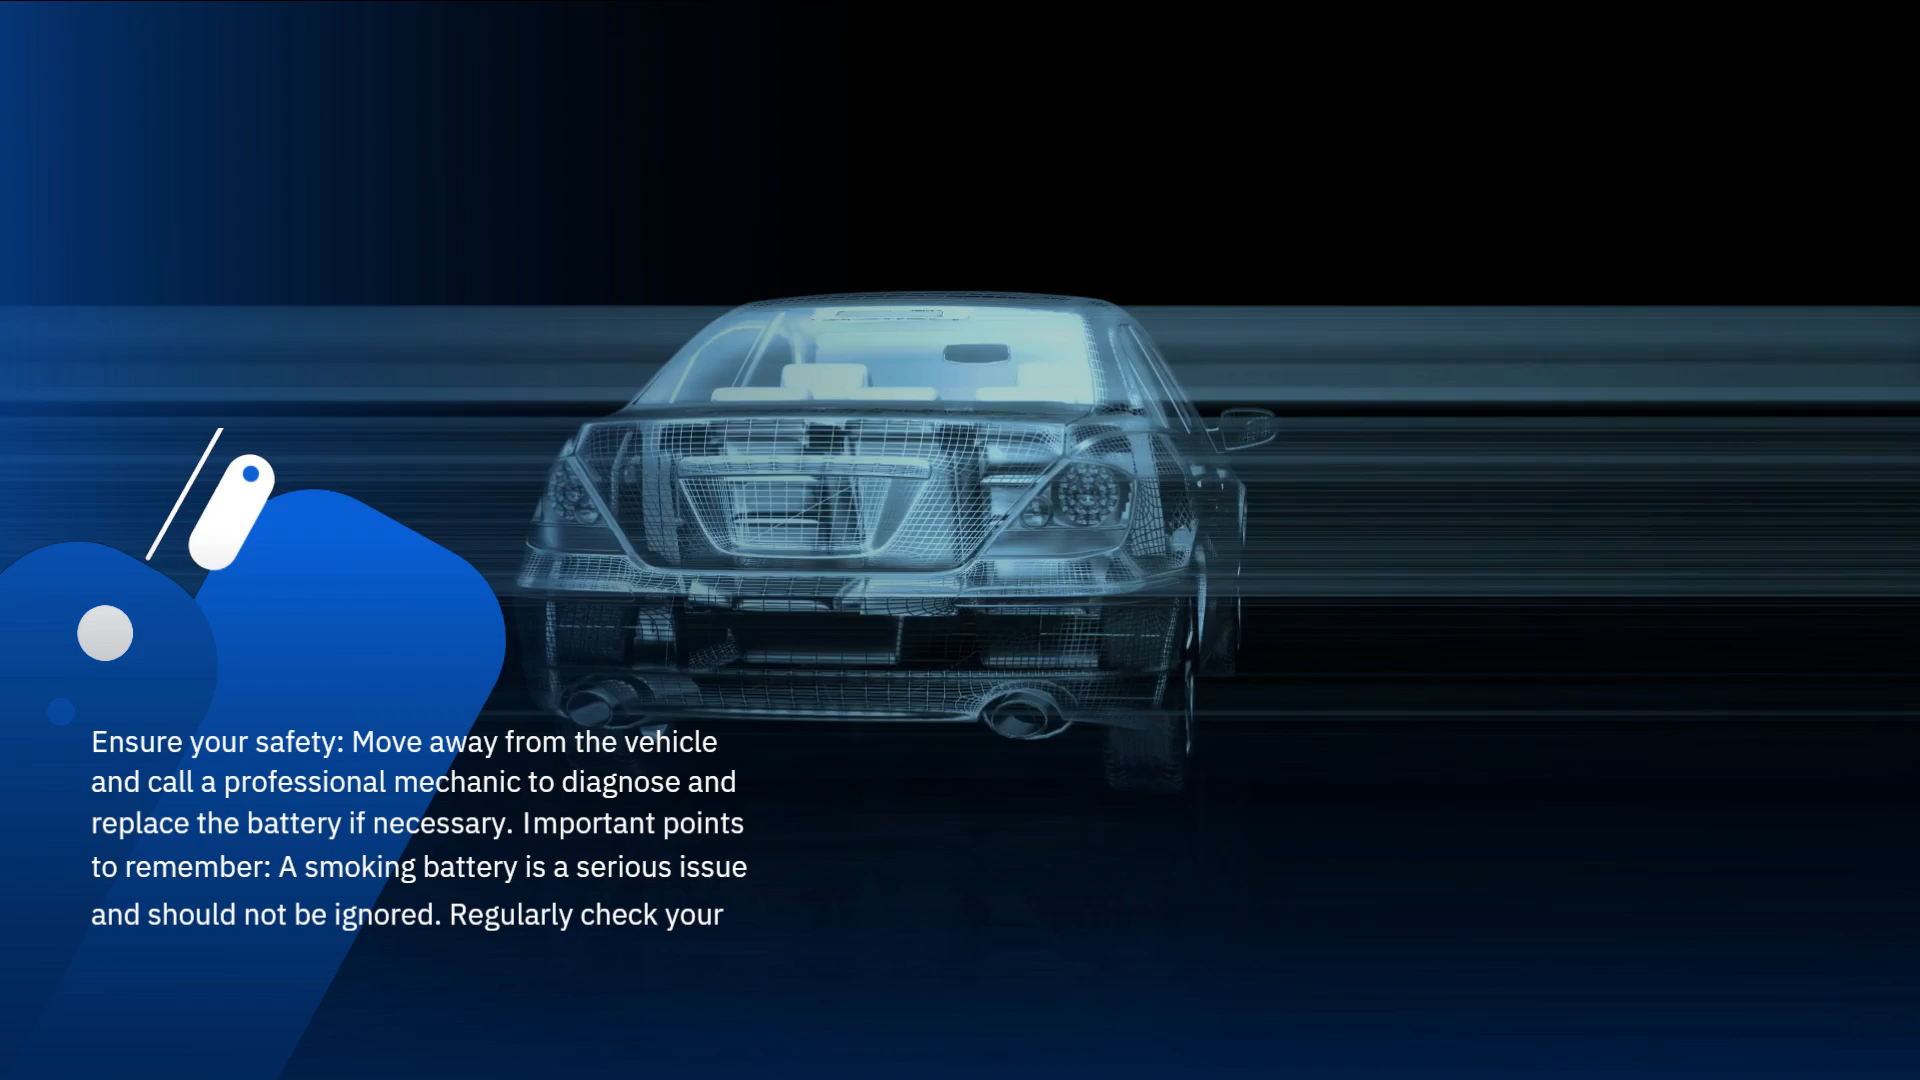 Ensure your safety: Move away from the vehicle
and call a professional mechanic to diagnose and
replace the battery if necessary. Important points
to remember: A smoking battery is a serious issue
and should not be ignored. Regularly check your